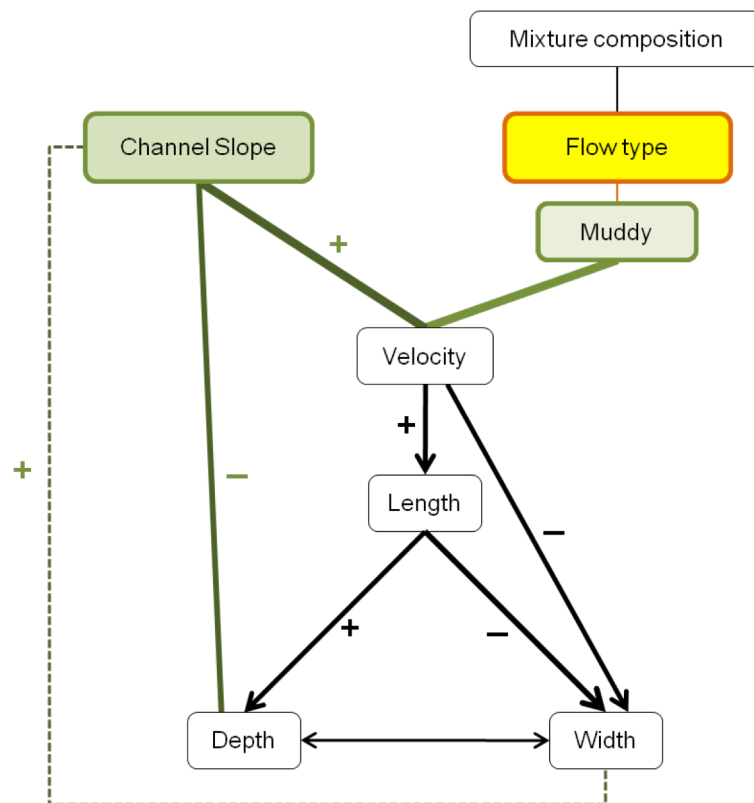 Mixture composition
Channel Slope
Flow type
Muddy
+
Velocity
+
+
–
Length
–
+
–
Depth
Width